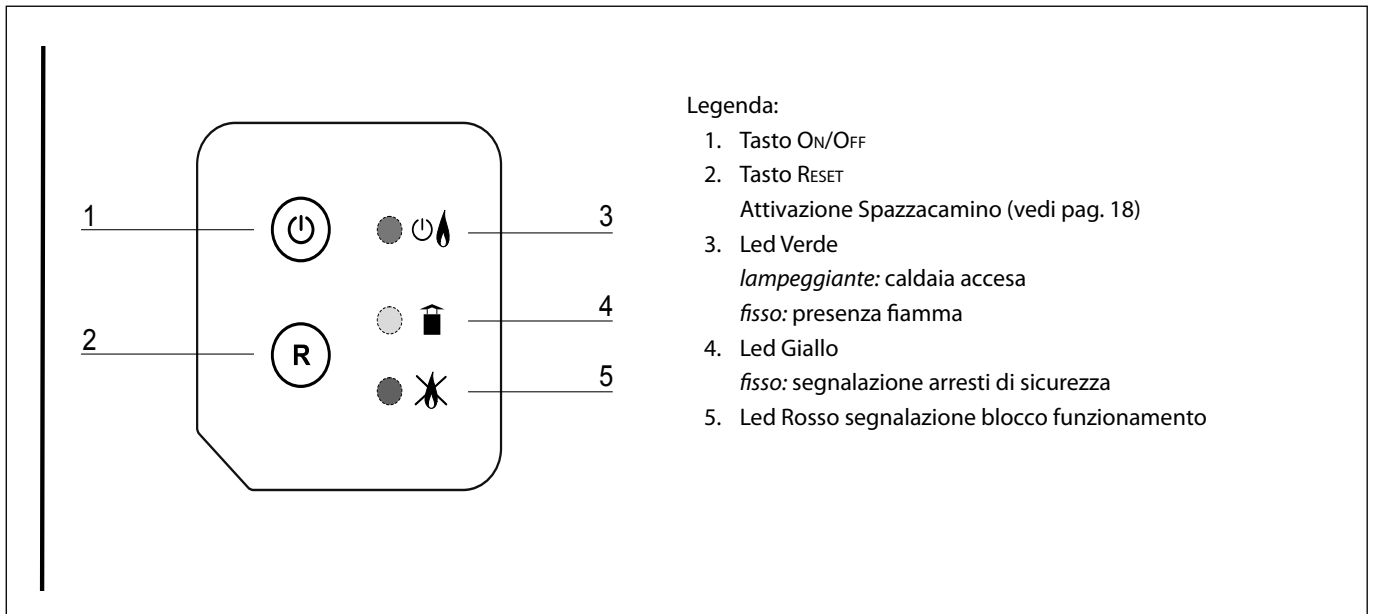 1
2
R
3
4
5
Legenda:
1. Tasto On/Off
2. Tasto Reset
Attivazione Spazzacamino (vedi pag. 18)
3. Led Verde
lampeggiante: caldaia accesa
fisso: presenza fiamma
4. Led Giallo
fisso: segnalazione arresti di sicurezza
5. Led Rosso segnalazione blocco funzionamento